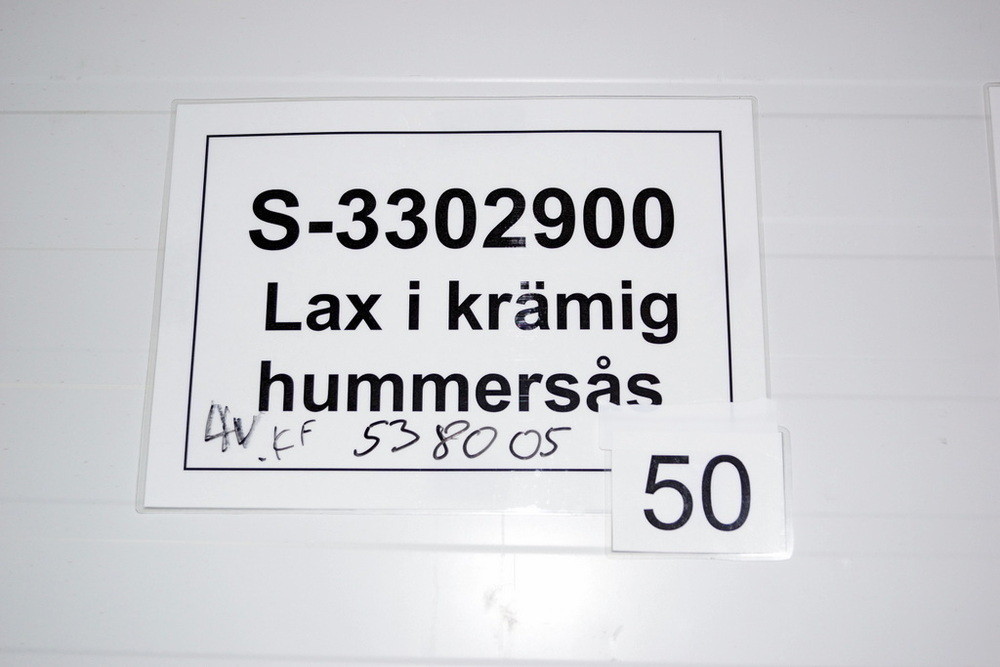 S-3302900
Lax i krämig
hummersås
4v. KF 538005
50